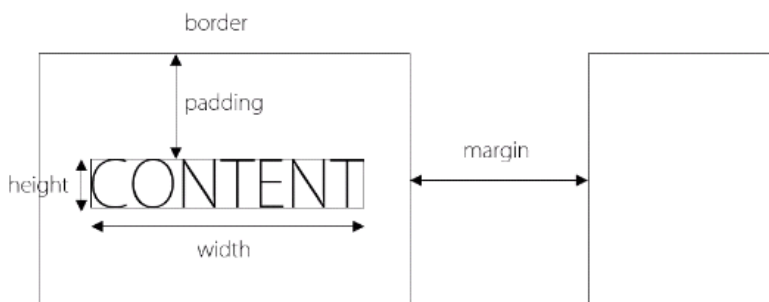 border
padding
margin
height
CONTENT
width